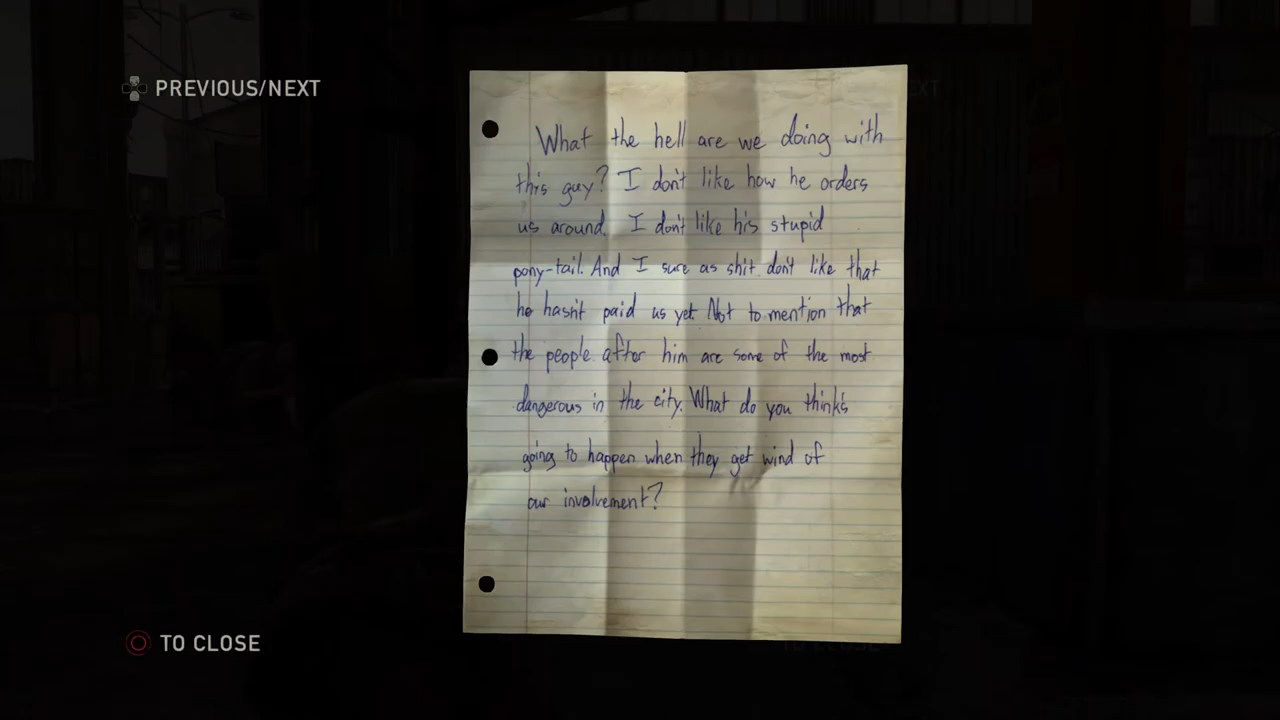 PREVIOUS/NEXT
What the hell are we doing with
this guy? I don't like how he orders
us around. I don't like his stupid
pony-tail. And I sure as shit don't like that
he hasn't paid us yet Not to mention that
the people after him are some of the most
dangerous in the city. What do you think's
going to happen when they get wind of
our involvement?
TO CLOSE